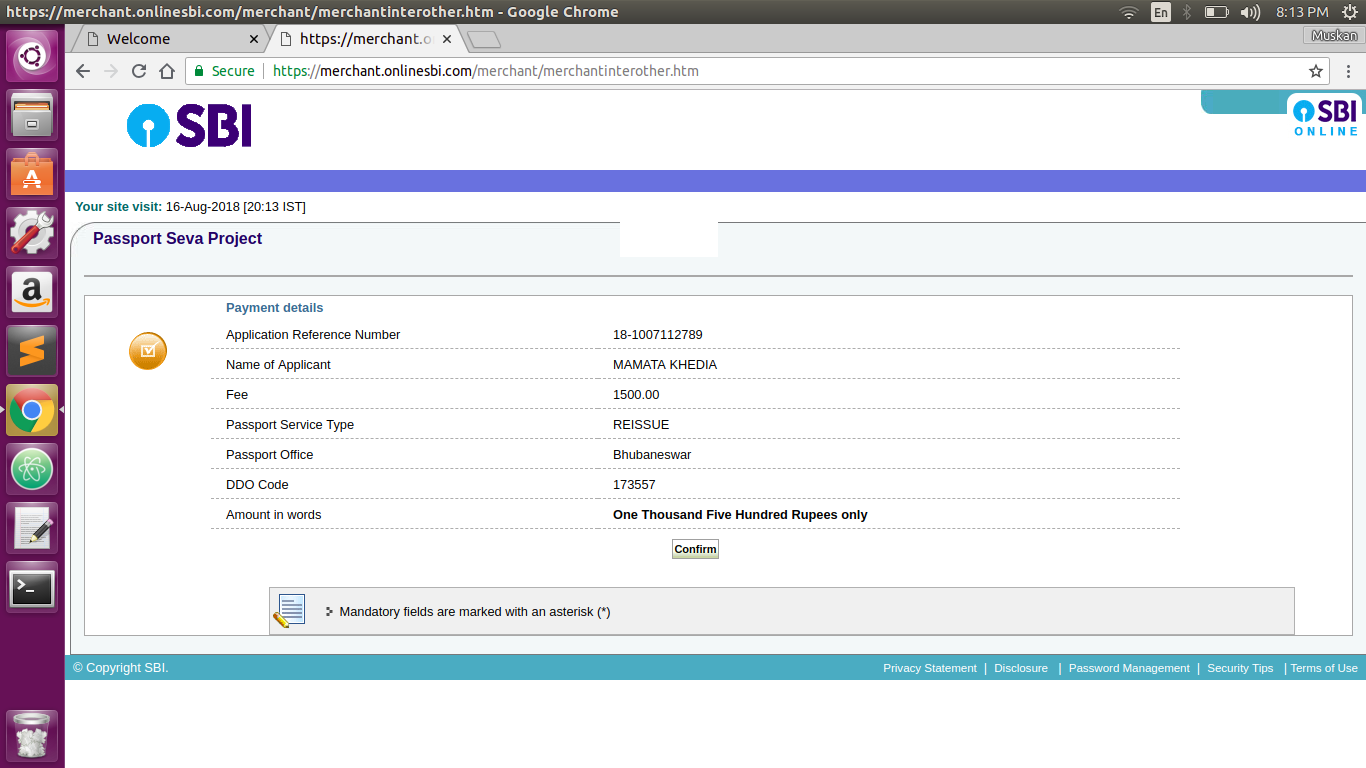 https://merchant.onlinesbi.com/merchant/merchantinterother.htm - Google Chrome
En
8:13 PM
Welcome
https://merchant.o
Muskan
Secure
https://merchant.onlinesbi.com/merchant/merchantinterother.htm
SBI
SBI
ONLINE
Your site visit: 16-Aug-2018 [20:13 IST]
Passport Seva Project
Payment details
Application Reference Number 18-1007112789
Name of Applicant MAMATA KHEDIA
Fee 1500.00
Passport Service Type REISSUE
Passport Office Bhubaneswar
DDO Code 173557
Amount in words One Thousand Five Hundred Rupees only
Confirm
Mandatory fields are marked with an asterisk (*)
© Copyright SBI.
Privacy Statement | Disclosure | Password Management | Security Tips | Terms of Use